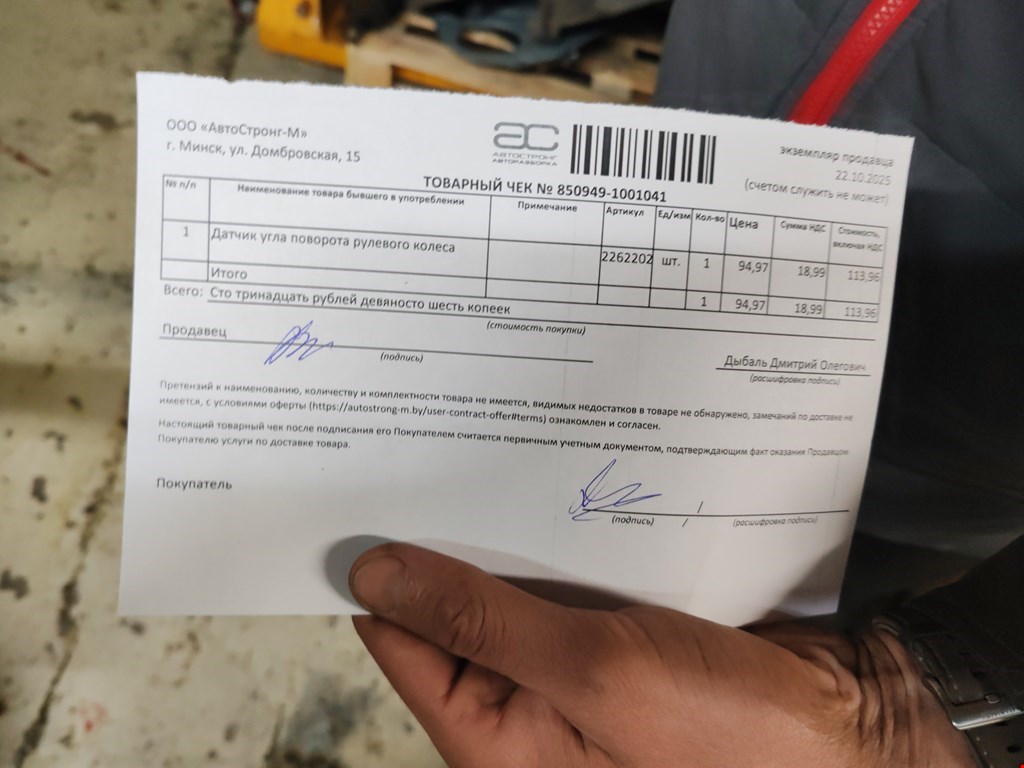 ООО «АвтоСтронг-М»
г. Минск, ул. Домбровская, 15
ас
АВТОСТРОНГ
АВТОРАЗБОРКА
экземпляр продавца
22.10.2025
(счетом служить не может)
ТОВАРНЫЙ ЧЕК № 850949-1001041
№ п/п Наименование товара бывшего в употреблении Примечание Артикул Ед/изм Кол-во Цена Сумма НДС Стоимость, включая НДС
1 Датчик угла поворота рулевого колеса 2262202 шт. 1 94,97 18,99 113,96
Итого 1 94,97 18,99 113,96
Всего: Сто тринадцать рублей девяносто шесть копеек
(стоимость покупки)
Продавец
(подпись)
Дыбаль Дмитрий Олегович
(расшифровка подписи)
Претензий к наименованию, количеству и комплектности товара не имеется, видимых недостатков в товаре не обнаружено, замечаний по доставке не
имеется, с условиями оферты (https://autostrong-m.by/user-contract-offer#terms) ознакомлен и согласен.
Настоящий товарный чек после подписания его Покупателем считается первичным учетным документом, подтверждающим факт оказания Продавцом
Покупателю услуги по доставке товара.
Покупатель
/
(подпись) / (расшифровка подписи)